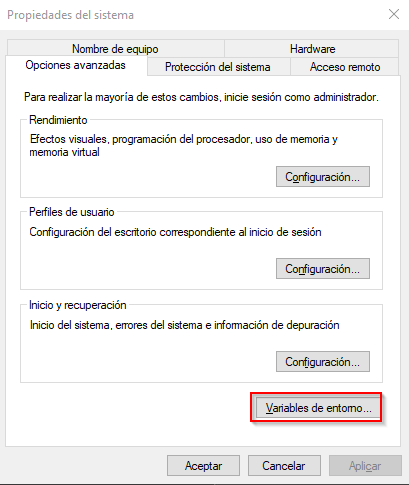 Propiedades del sistema
Nombre de equipo
Hardware
Opciones avanzadas
Protección del sistema
Acceso remoto
Para realizar la mayoría de estos cambios, inicie sesión como administrador.
Rendimiento
Efectos visuales, programación del procesador, uso de memoria y
memoria virtual
Configuración...
Perfiles de usuario
Configuración del escritorio correspondiente al inicio de sesión
Configuración...
Inicio y recuperación
Inicio del sistema, errores del sistema e información de depuración
Configuración...
Variables de entorno...
Aceptar
Cancelar
Aplicar